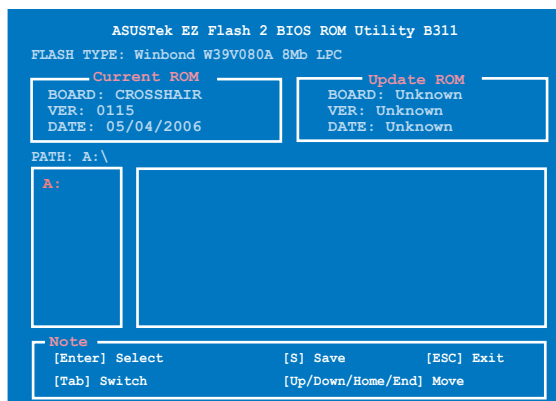 ASUSTek EZ Flash 2 BIOS ROM Utility B311
FLASH TYPE: Winbond W39V080A 8Mb LPC
Current ROM
BOARD: CROSSHAIR
VER: 0115
DATE: 05/04/2006
Update ROM
BOARD: Unknown
VER: Unknown
DATE: Unknown
PATH: A:\
A:
Note
[Enter] Select [S] Save [ESC] Exit
[Tab] Switch [Up/Down/Home/End] Move